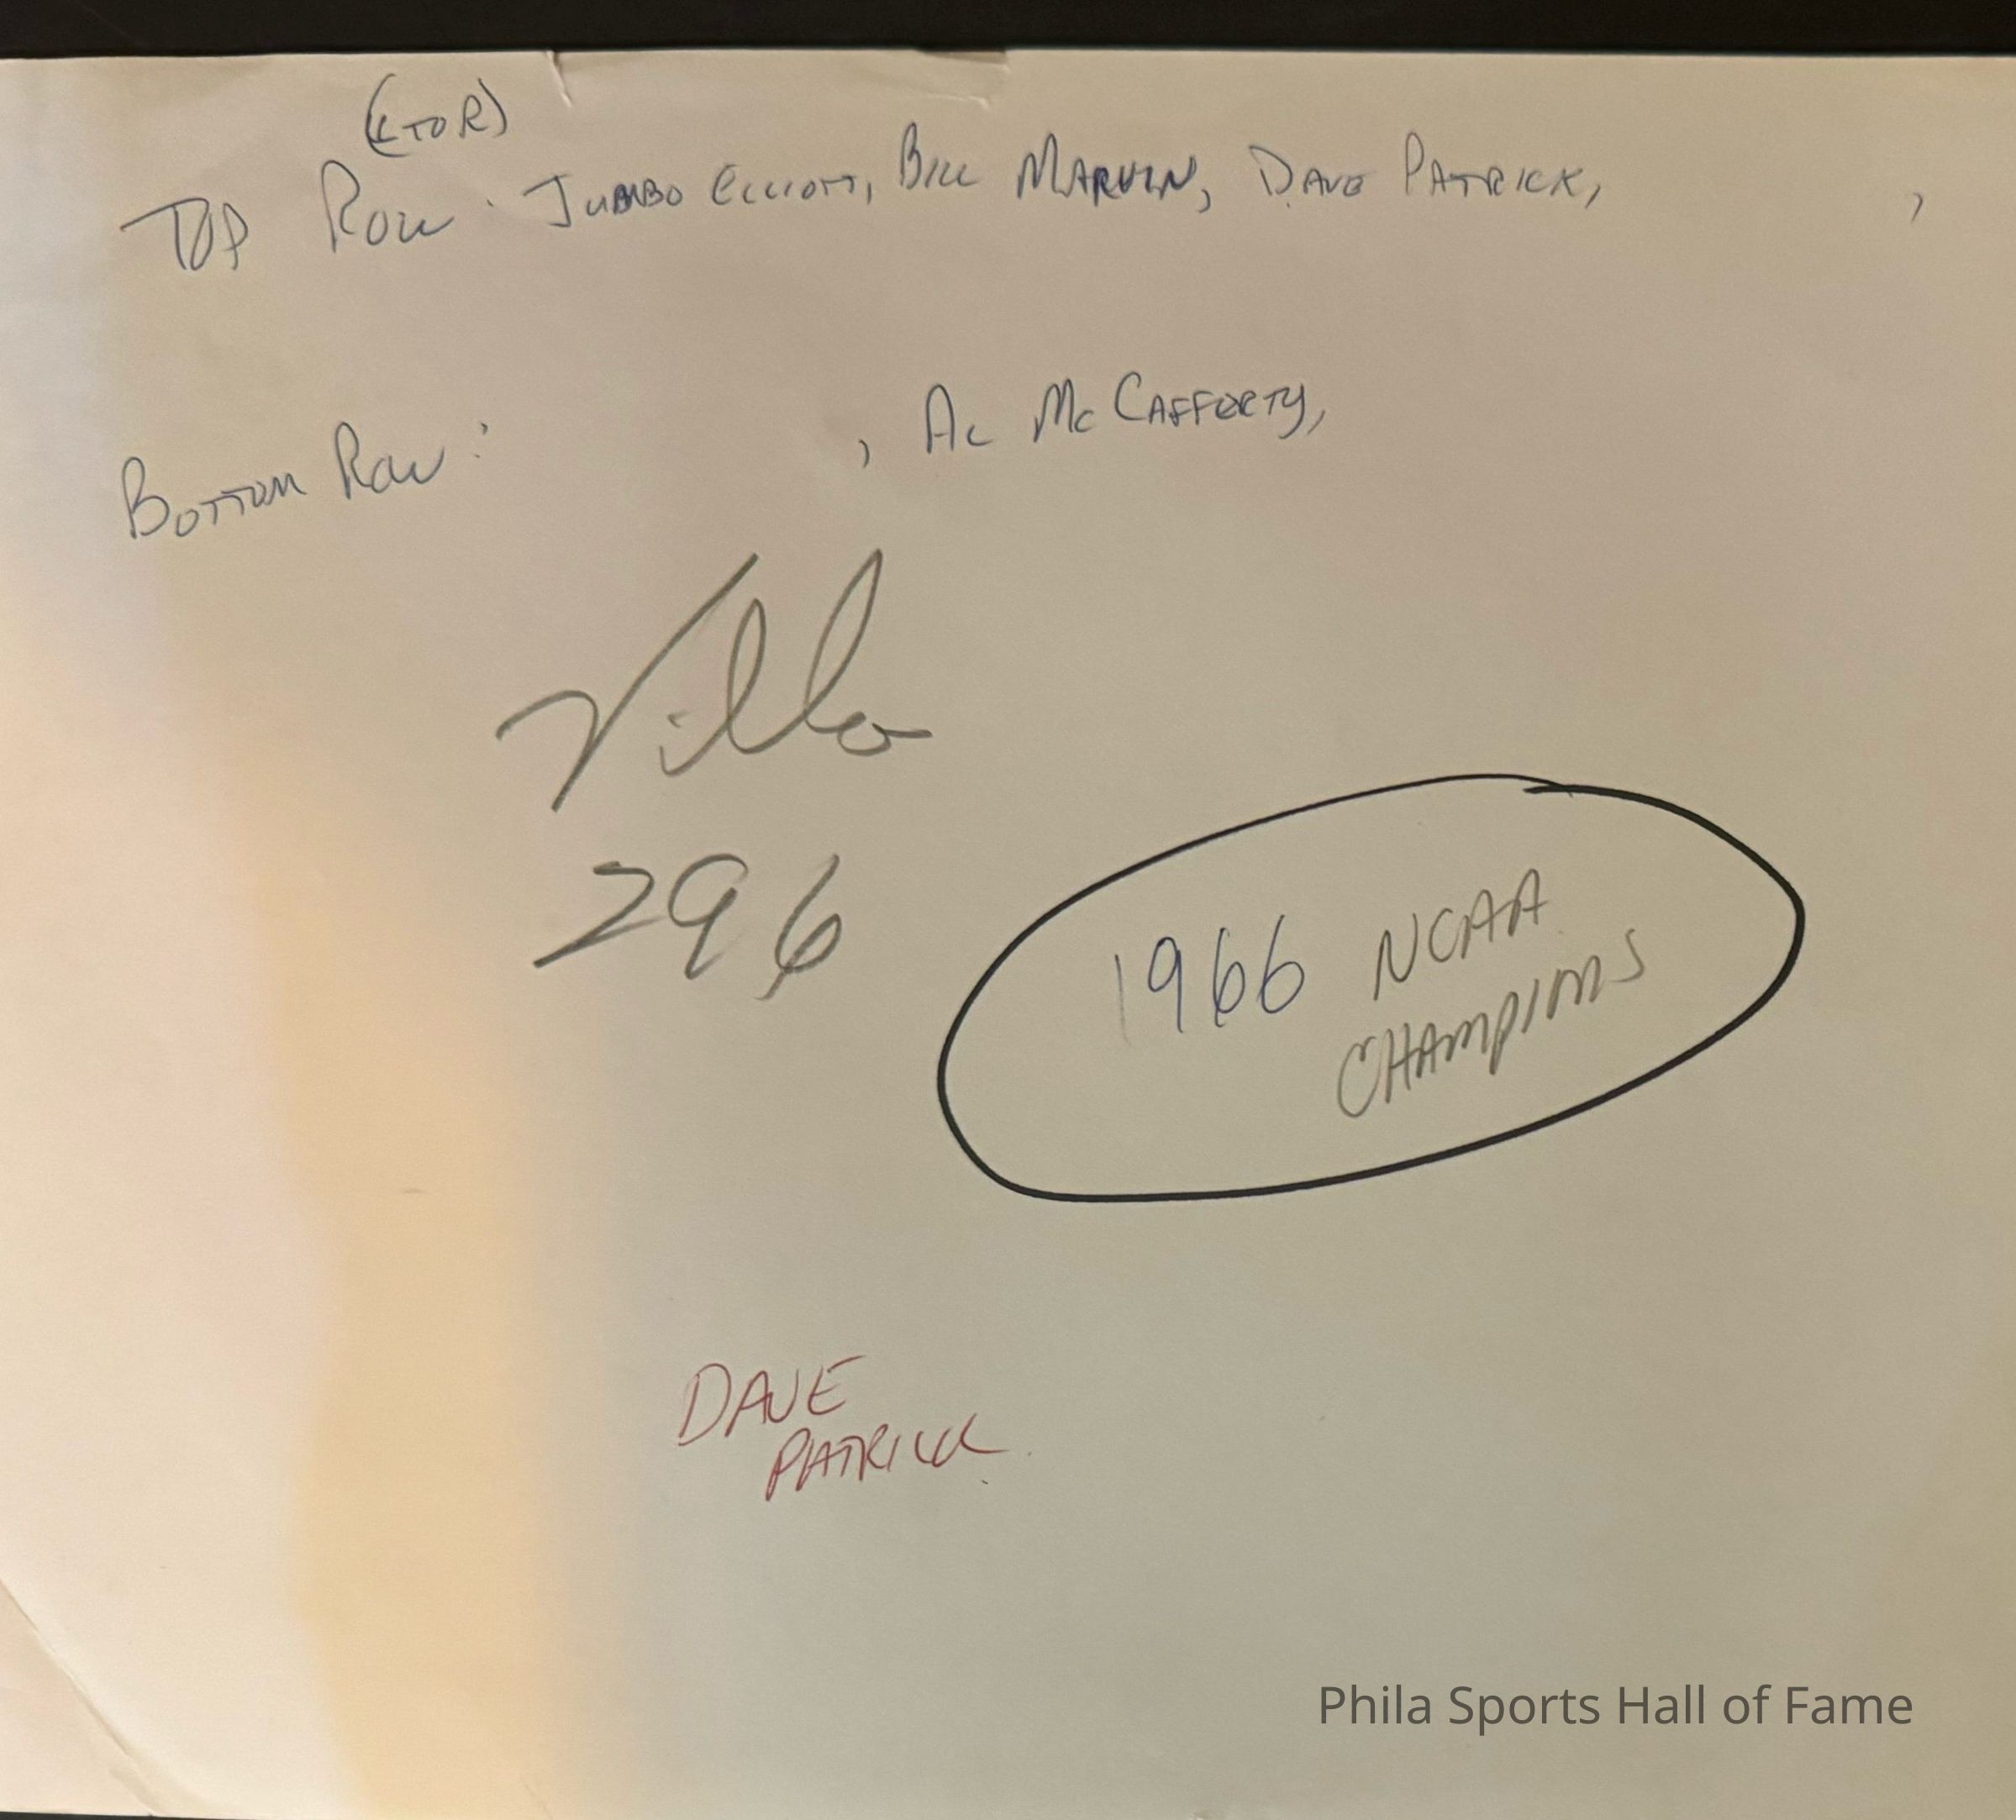 (L TO R)
TOP ROW: JUMBO ELLIOTT, BILL MARVIN, DAVE PATRICK, ,
BOTTOM ROW: , AL MCCAFFERTY,
Villa
296
1966 NCAA
CHAMPIONS
DAVE
PATRICK
Phila Sports Hall of Fame